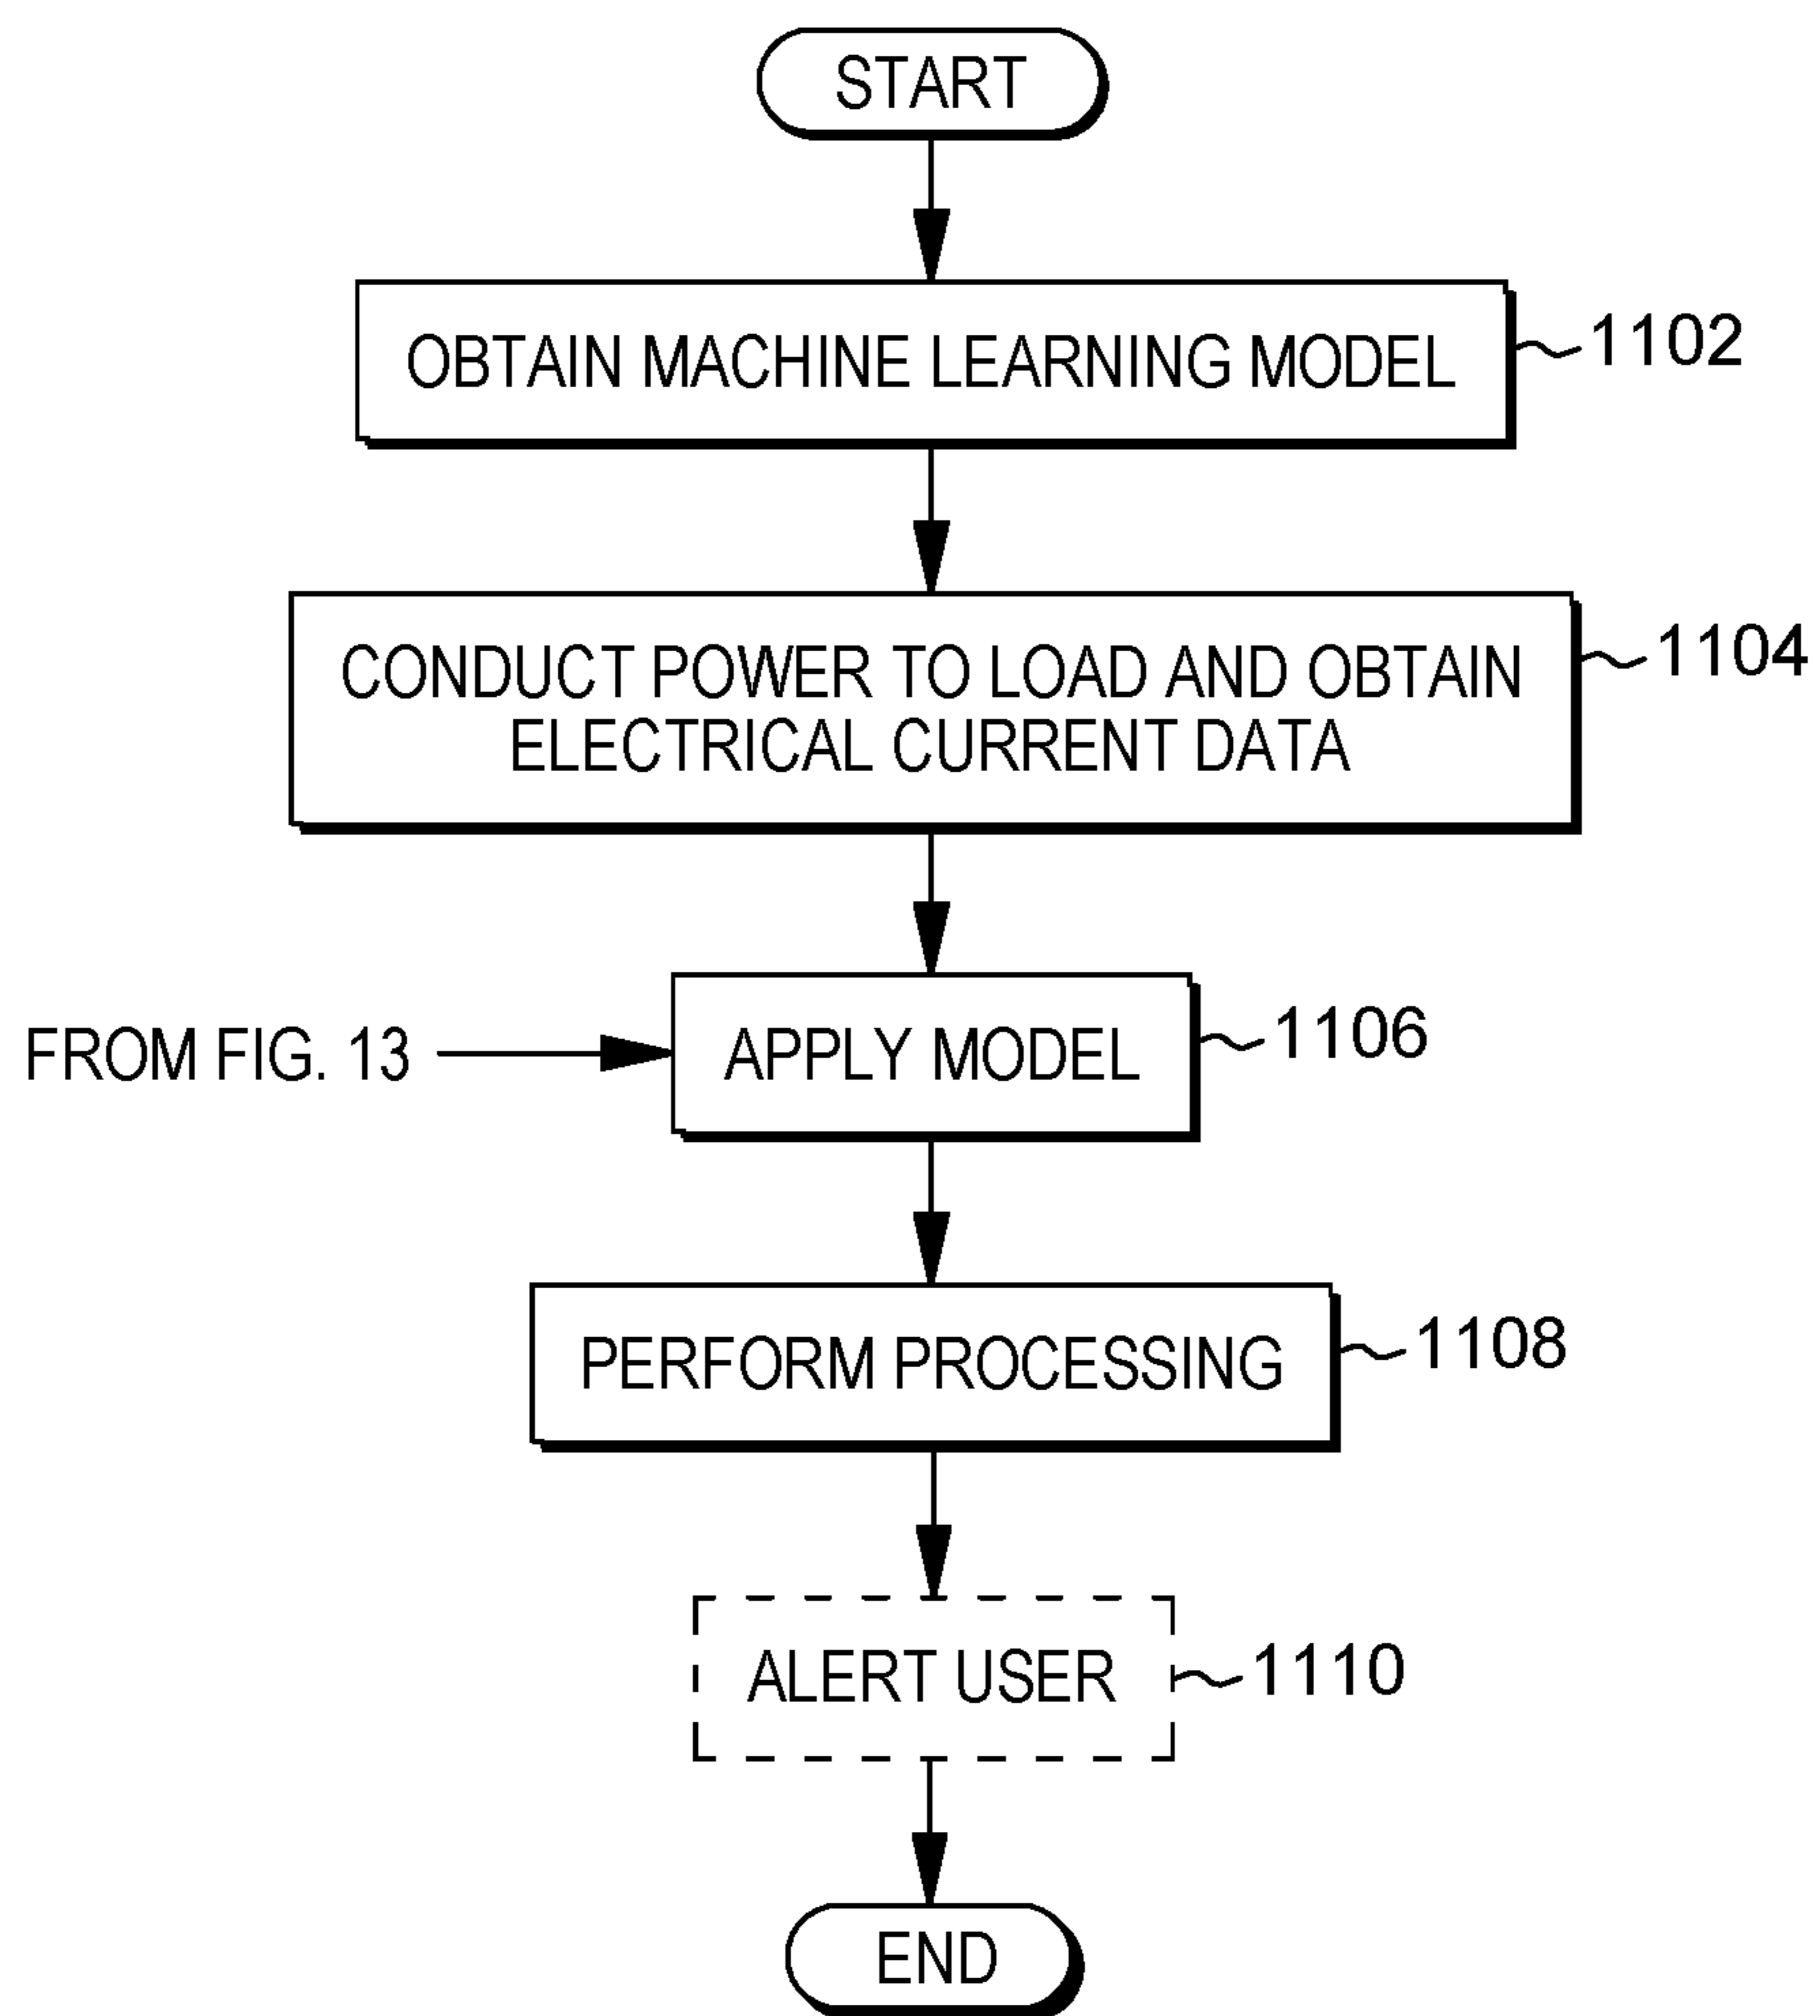 START
OBTAIN MACHINE LEARNING MODEL
1102
CONDUCT POWER TO LOAD AND OBTAIN
ELECTRICAL CURRENT DATA
1104
FROM FIG. 13
APPLY MODEL
1106
PERFORM PROCESSING
1108
ALERT USER
1110
END